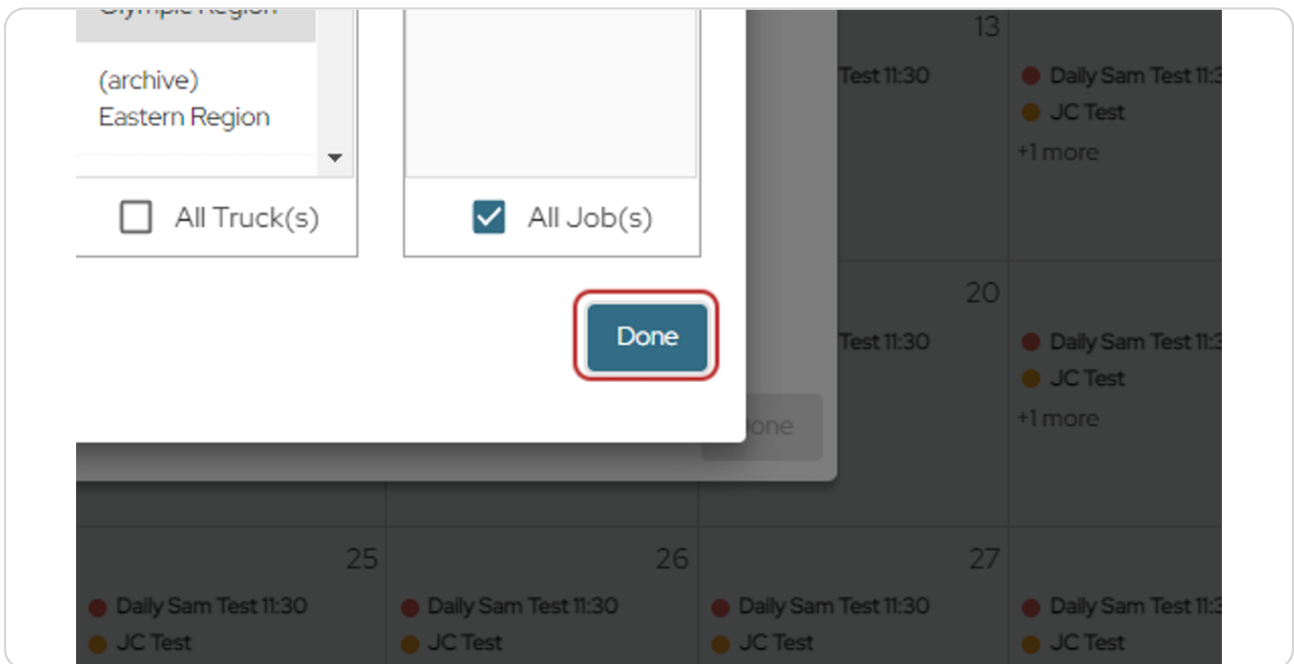 Olympic Region
(archive)
Eastern Region
All Truck(s)
All Job(s)
Done
one
13
Test 11:30
Daily Sam Test 11:3
JC Test
+1 more
20
Test 11:30
Daily Sam Test 11:3
JC Test
+1 more
25
26
27
Daily Sam Test 11:30
Daily Sam Test 11:30
Daily Sam Test 11:30
Daily Sam Test 11:3
JC Test
JC Test
JC Test
JC Test